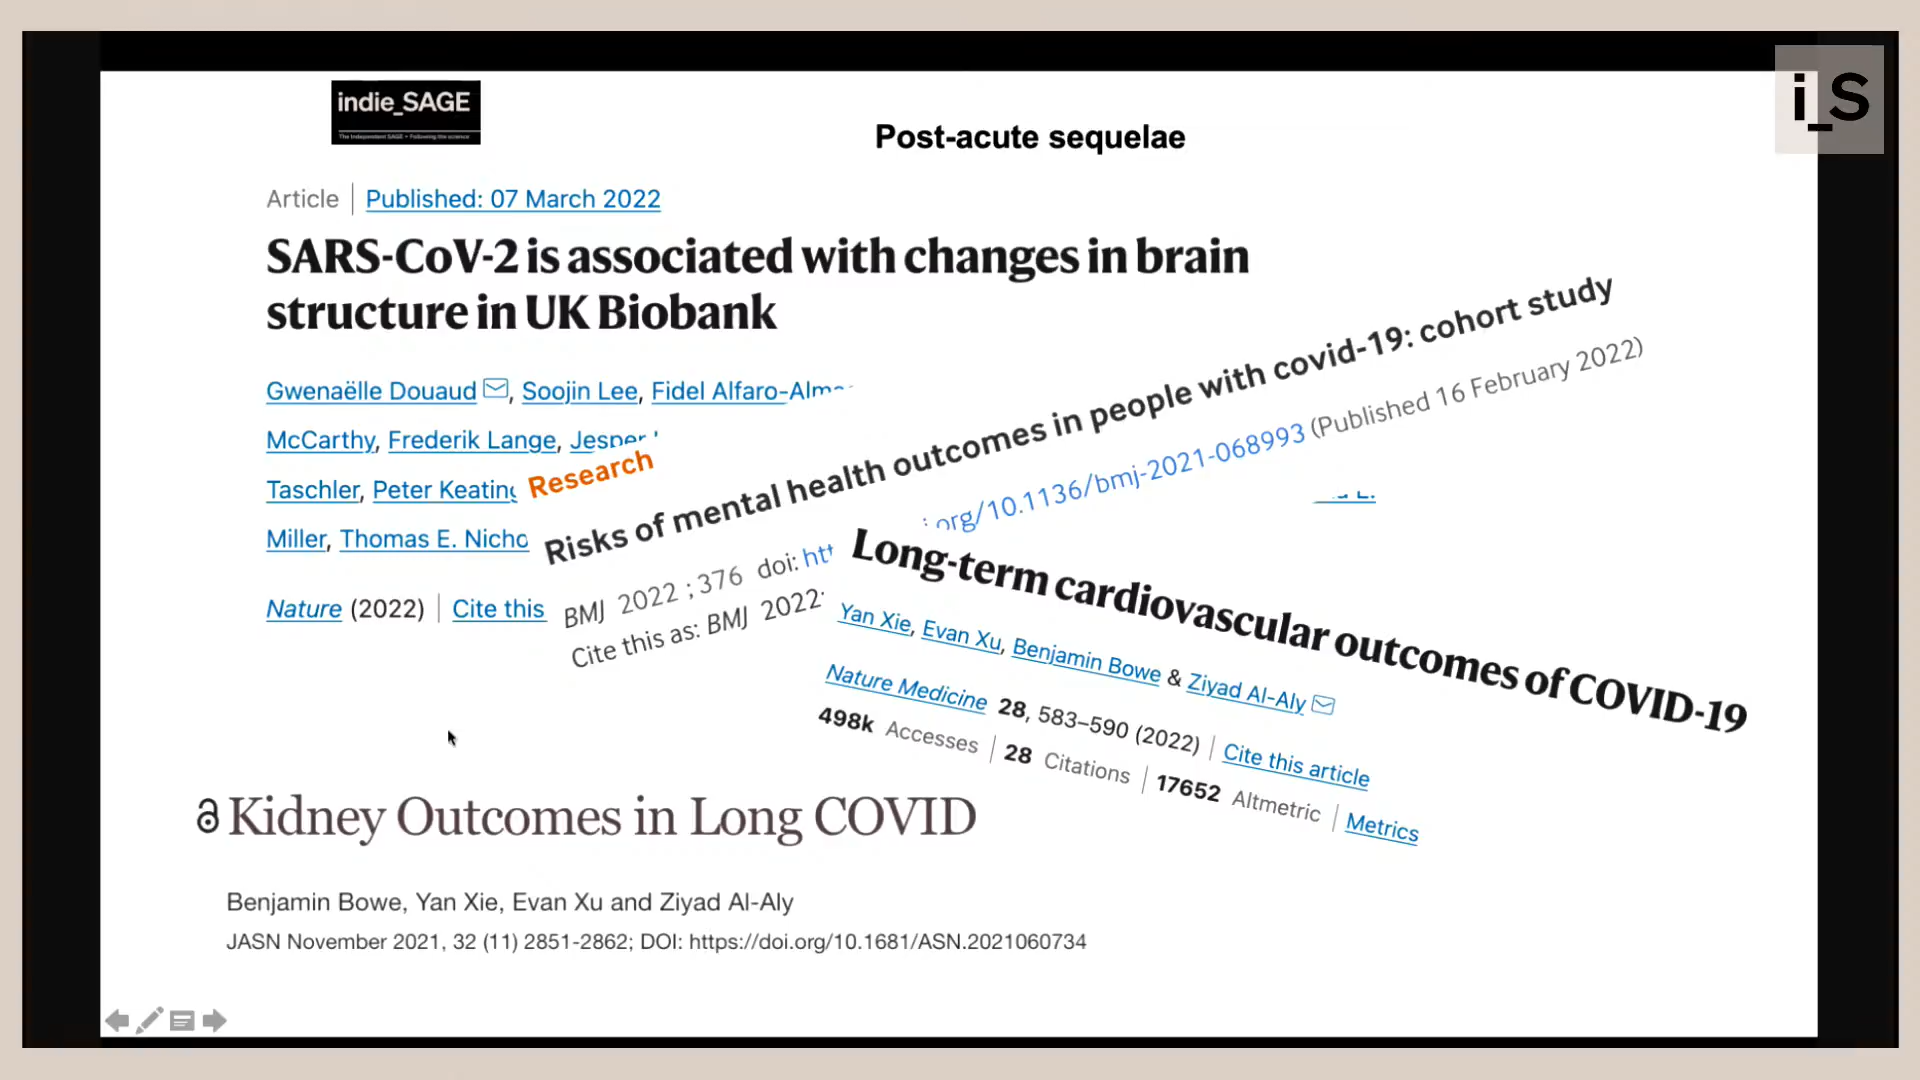 indie_SAGE
The Independent SAGE • Following the science
i_S
Post-acute sequelae
Article | Published: 07 March 2022
SARS-CoV-2 is associated with changes in brain
structure in UK Biobank
Gwenaëlle Douaud, Soojin Lee, Fidel
McCarthy, Frederik Lange, Jesper
Taschler, Peter
Miller, Thomas E.
Nature (2022) | Cite this
Research
Risks of mental health outcomes in people with covid-19: cohort study
BMJ 2022 ; 376 doi: org/10.1136/bmj-2021-068993 (Published 16 February 2022)
Cite this as: BMJ 2022
Long-term cardiovascular outcomes of COVID-19
Yan Xie, Evan Xu, Benjamin Bowe & Ziyad Al-Aly
Nature Medicine 28, 583–590 (2022) | Cite this article
498k Accesses | 28 Citations | 17652 Altmetric | Metrics
Kidney Outcomes in Long COVID
Benjamin Bowe, Yan Xie, Evan Xu and Ziyad Al-Aly
JASN November 2021, 32 (11) 2851-2862; DOI: https://doi.org/10.1681/ASN.2021060734